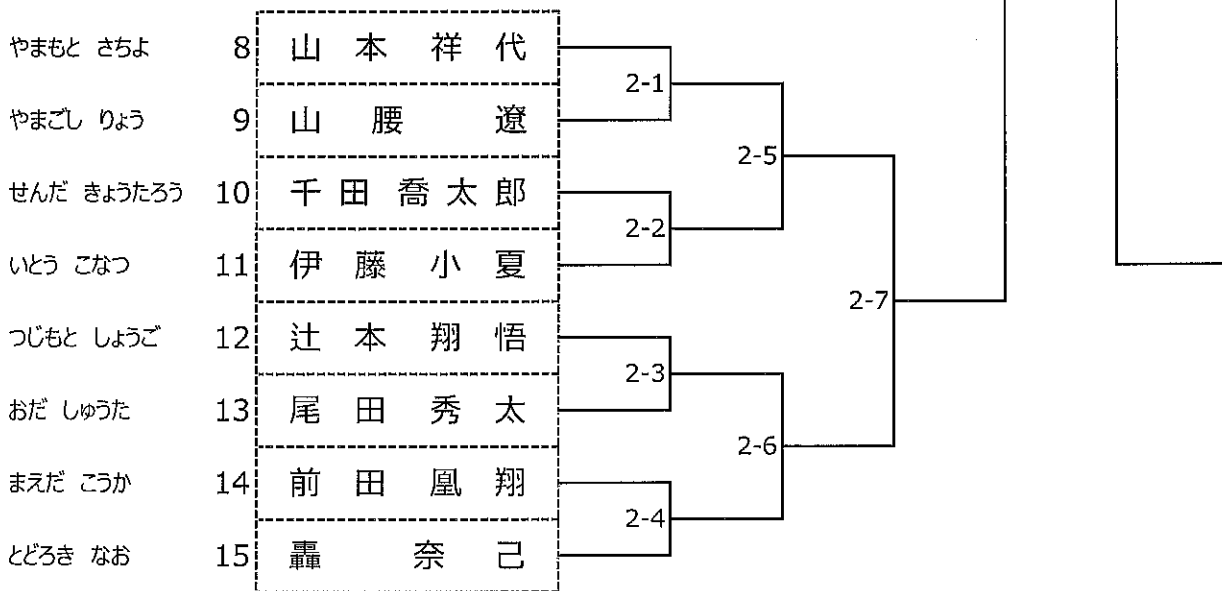 やまもと さちよ 8 山本 祥代
2-1
やまごし りょう 9 山腰 遼
2-5
せんだ きょうたろう 10 千田 喬太郎
2-2
いとう こなつ 11 伊藤 小夏
2-7
つじもと しょうご 12 辻本 翔悟
2-3
おだ しゅうた 13 尾田 秀太
2-6
まえだ こうか 14 前田 凰翔
2-4
とどろき なお 15 轟 奈己